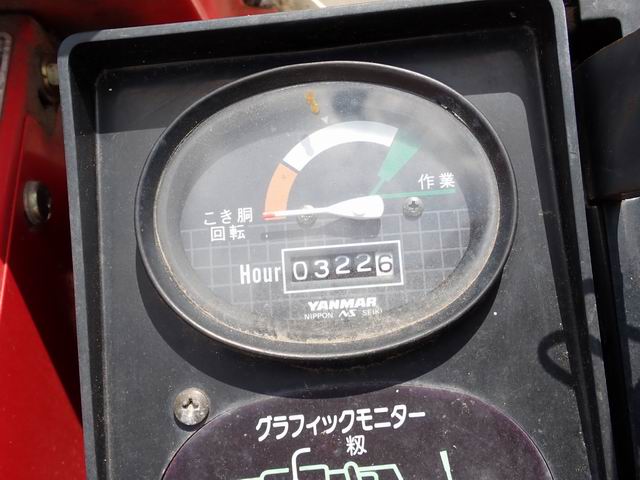 作業
こき胴
回転
Hour 03226
YANMAR
NIPPON NS SEIKI
グラフィックモニター
籾